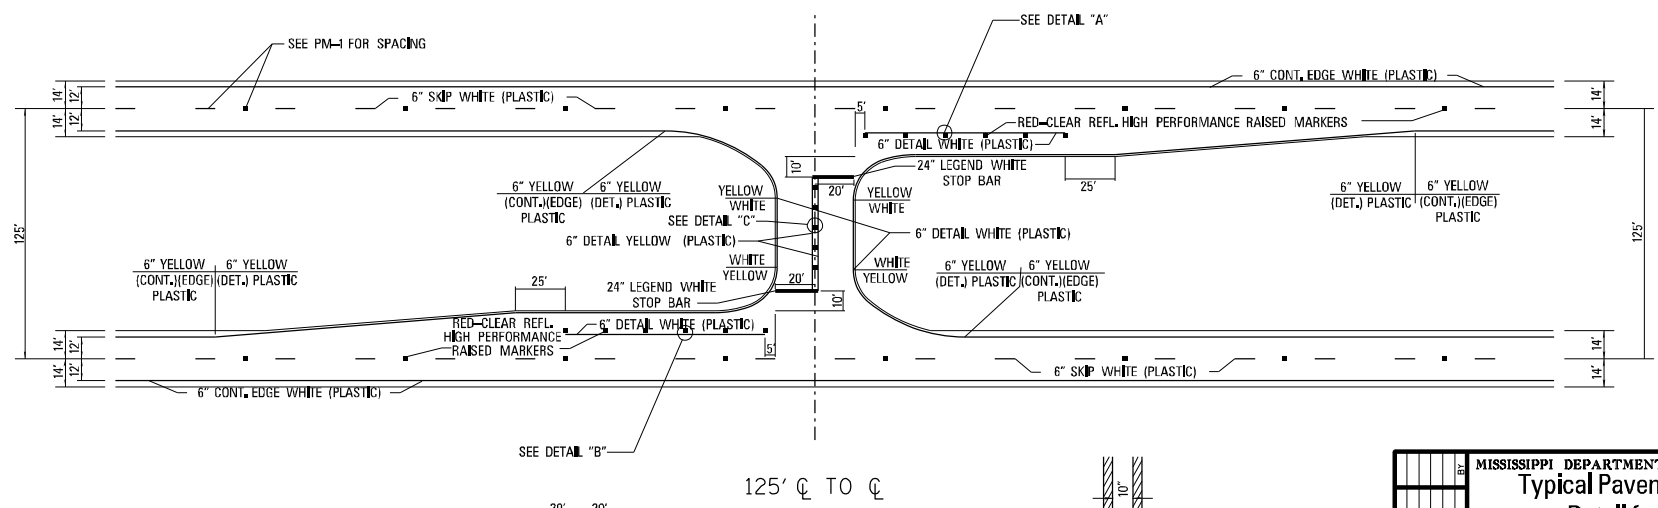 SEE DETAIL "A"
SEE PM-1 FOR SPACING
6" CONT. EDGE WHITE (PLASTIC)
14'
12'
6" SKIP WHITE (PLASTIC)
5'
14'
14'
12'
RED-CLEAR REFL. HIGH PERFORMANCE RAISED MARKERS
14'
6" DETAIL WHITE (PLASTIC)
10'
24" LEGEND WHITE
STOP BAR
20'
25'
6" YELLOW
(CONT.)(EDGE)
PLASTIC
6" YELLOW
(DET.) PLASTIC
YELLOW
WHITE
YELLOW
WHITE
6" YELLOW
(DET.) PLASTIC
6" YELLOW
(CONT.)(EDGE)
PLASTIC
SEE DETAIL "C"
125'
6" DETAIL YELLOW (PLASTIC)
6" DETAIL WHITE (PLASTIC)
125'
WHITE
YELLOW
WHITE
YELLOW
6" YELLOW
(CONT.)(EDGE)
PLASTIC
6" YELLOW
(DET.) PLASTIC
6" YELLOW
(DET.) PLASTIC
6" YELLOW
(CONT.)(EDGE)
PLASTIC
25'
24" LEGEND WHITE
STOP BAR
20'
10'
RED-CLEAR REFL.
HIGH PERFORMANCE
RAISED MARKERS
6" DETAIL WHITE (PLASTIC)
5'
14'
12'
14'
14'
12'
6" SKIP WHITE (PLASTIC)
14'
6" CONT. EDGE WHITE (PLASTIC)
SEE DETAIL "B"
125' ℄ TO ℄
10"
BY
MISSISSIPPI DEPARTMENT
Typical Paven
20' 20'